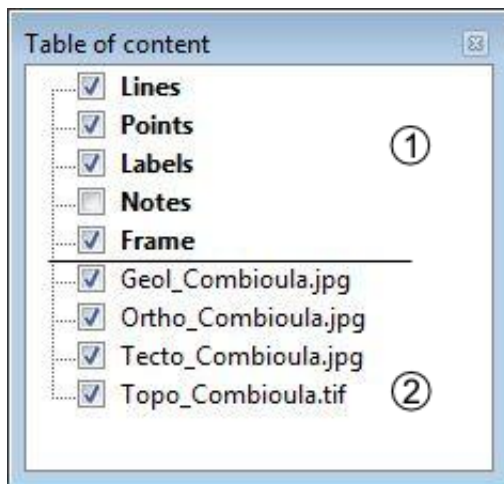 Table of content
Lines
Points
Labels
Notes
Frame
Geol_Combioula.jpg
Ortho_Combioula.jpg
Tecto_Combioula.jpg
Topo_Combioula.tif
①
②